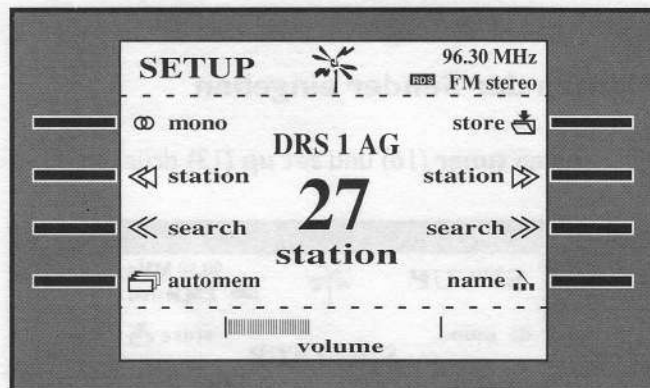 SETUP 96.30 MHz
RDS FM stereo
mono store
DRS 1 AG
station station
27
search search
station
automem name
volume